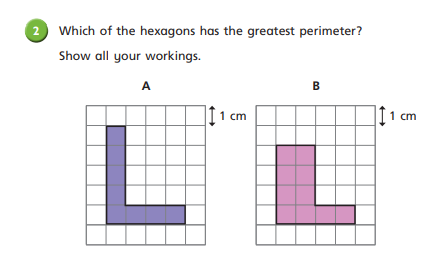 2 Which of the hexagons has the greatest perimeter?
Show all your workings.
A B
1 cm 1 cm